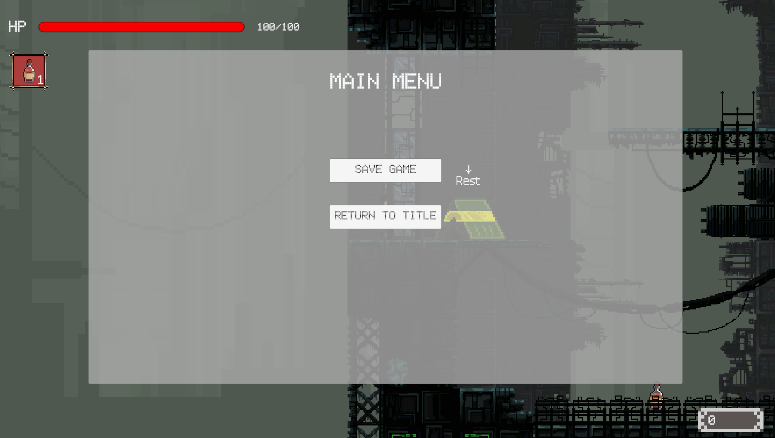 HP 100/100
1
MAIN MENU
SAVE GAME
↓
Rest
RETURN TO TITLE
0